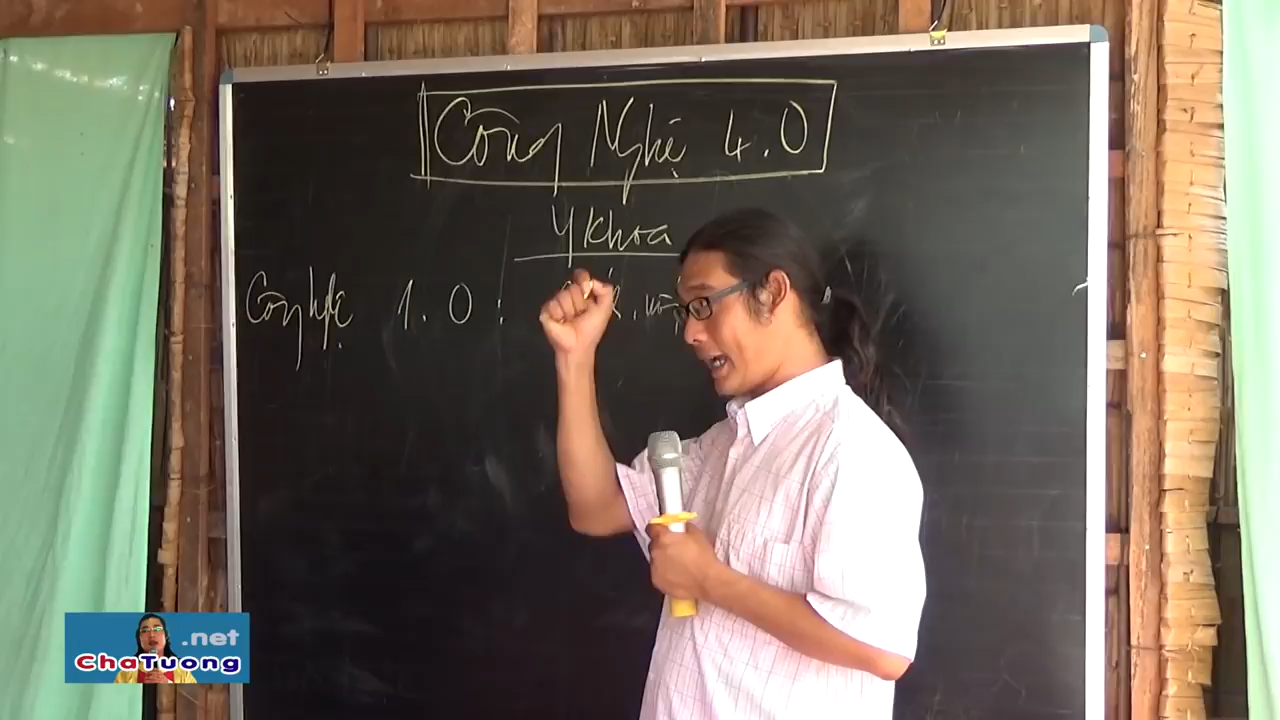 Công Nghệ 4.0
Y Khoa
Công Nghệ 1.0 :
.net
ChaTuong